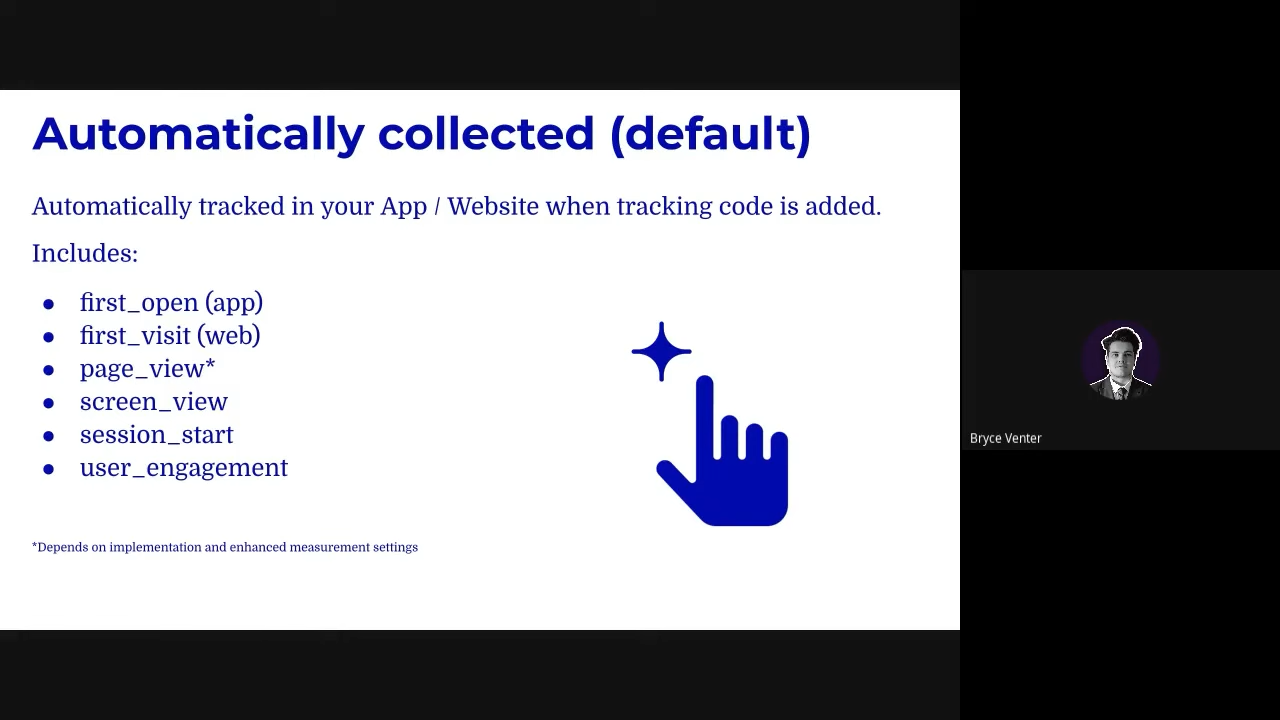 Automatically collected (default)
Automatically tracked in your App / Website when tracking code is added.
Includes:
● first_open (app)
● first_visit (web)
● page_view*
● screen_view
● session_start
● user_engagement
*Depends on implementation and enhanced measurement settings
Bryce Venter